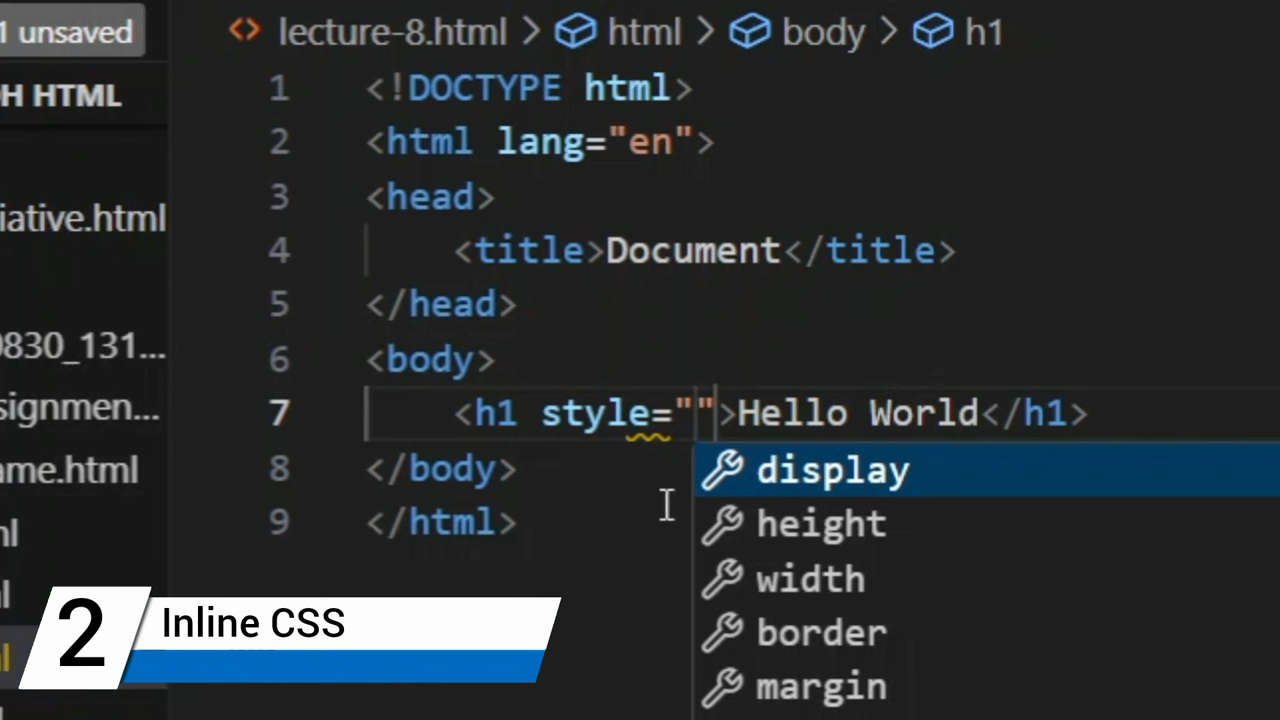 1 unsaved
lecture-8.html > html > body > h1
H HTML
1 <!DOCTYPE html>
2 <html lang="en">
3 <head>
iative.html
4 <title>Document</title>
5 </head>
0830_131...
6 <body>
signmen...
7 <h1 style="">Hello World</h1>
ame.html
8 </body>
display
9 </html>
height
ml
width
border
margin
2 Inline CSS